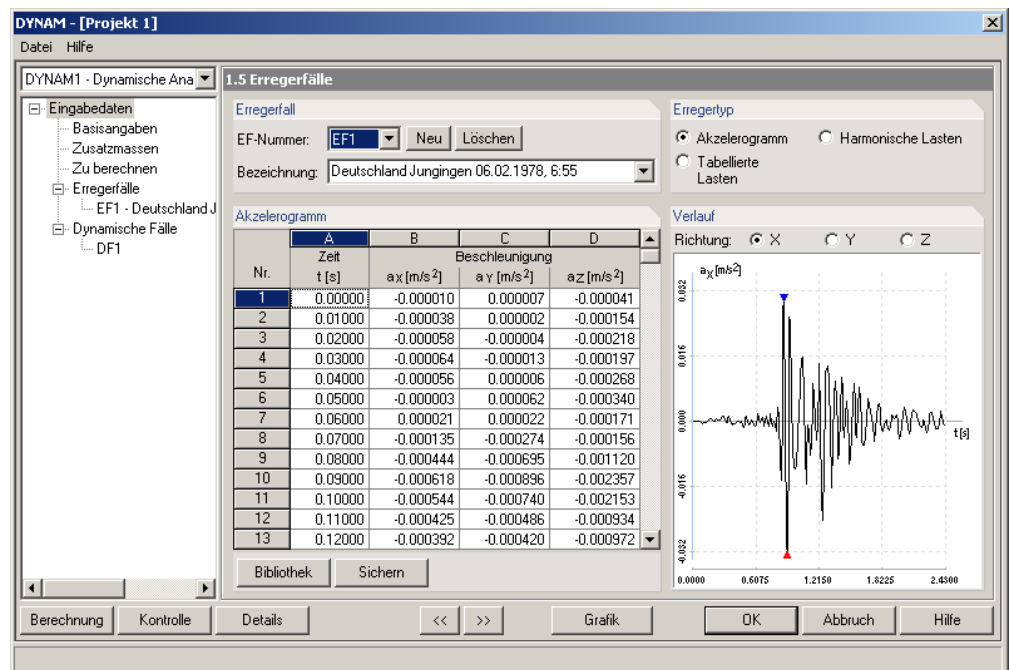 DYNAM - [Projekt 1]
Datei Hilfe
DYNAM1 - Dynamische Ana
Eingabedaten
Basisangaben
Zusatzmassen
Zu berechnen
Erregerfälle
EF1 - Deutschland J
Dynamische Fälle
DF1
1.5 Erregerfälle
Erregerfall
EF-Nummer: EF1 Neu Löschen
Bezeichnung: Deutschland Jungingen 06.02.1978, 6:55
Erregertyp
Akzelerogramm Harmonische Lasten
Tabellierte
Lasten
Akzelerogramm
A B C D
Zeit Beschleunigung
Nr. t [s] aX [m/s²] aY [m/s²] aZ [m/s²]
1 0.00000 -0.000010 0.000007 -0.000041
2 0.01000 -0.000038 0.000002 -0.000154
3 0.02000 -0.000058 -0.000004 -0.000218
4 0.03000 -0.000064 -0.000013 -0.000197
5 0.04000 -0.000056 0.000006 -0.000268
6 0.05000 -0.000003 0.000062 -0.000340
7 0.06000 0.000021 0.000022 -0.000171
8 0.07000 -0.000135 -0.000274 -0.000156
9 0.08000 -0.000444 -0.000695 -0.001120
10 0.09000 -0.000618 -0.000896 -0.002357
11 0.10000 -0.000544 -0.000740 -0.002153
12 0.11000 -0.000425 -0.000486 -0.000934
13 0.12000 -0.000392 -0.000420 -0.000972
Bibliothek Sichern
Verlauf
Richtung: X Y Z
aX [m/s²]
0.032
0.016
0.000
t [s]
-0.016
-0.032
0.0000 0.6075 1.2150 1.8225 2.4300
Berechnung Kontrolle Details << >> Grafik OK Abbruch Hilfe